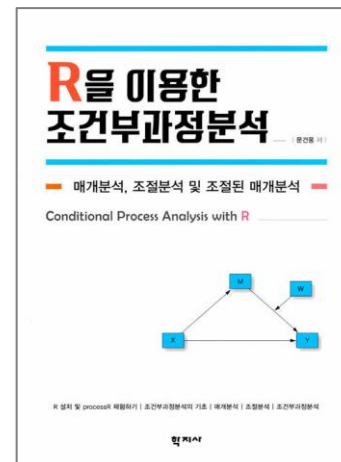 R을 이용한
조건부과정분석
( 문건웅 저 )
매개분석, 조절분석 및 조절된 매개분석
Conditional Process Analysis with R
M
W
X
Y
R 설치 및 processR 체험하기 | 조건부과정분석의 기초 | 매개분석 | 조절분석 | 조건부과정분석
학지사